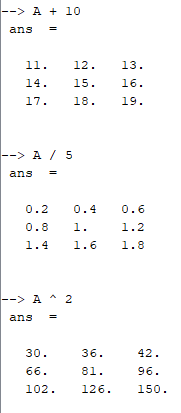 --> A + 10
ans  =
11.   12.   13.
14.   15.   16.
17.   18.   19.
--> A / 5
ans  =
0.2   0.4   0.6
0.8   1.    1.2
1.4   1.6   1.8
--> A ^ 2
ans  =
30.    36.    42.
66.    81.    96.
102.   126.   150.